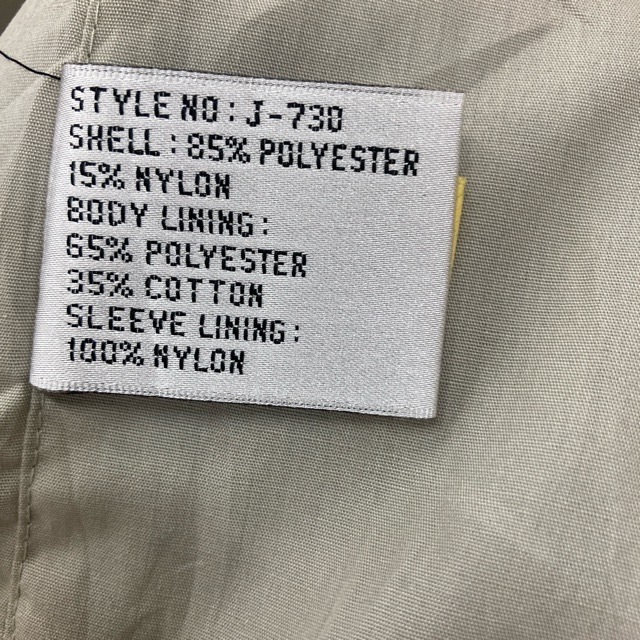 STYLE NO: J-730
SHELL: 85% POLYESTER
15% NYLON
BODY LINING:
65% POLYESTER
35% COTTON
SLEEVE LINING:
100% NYLON